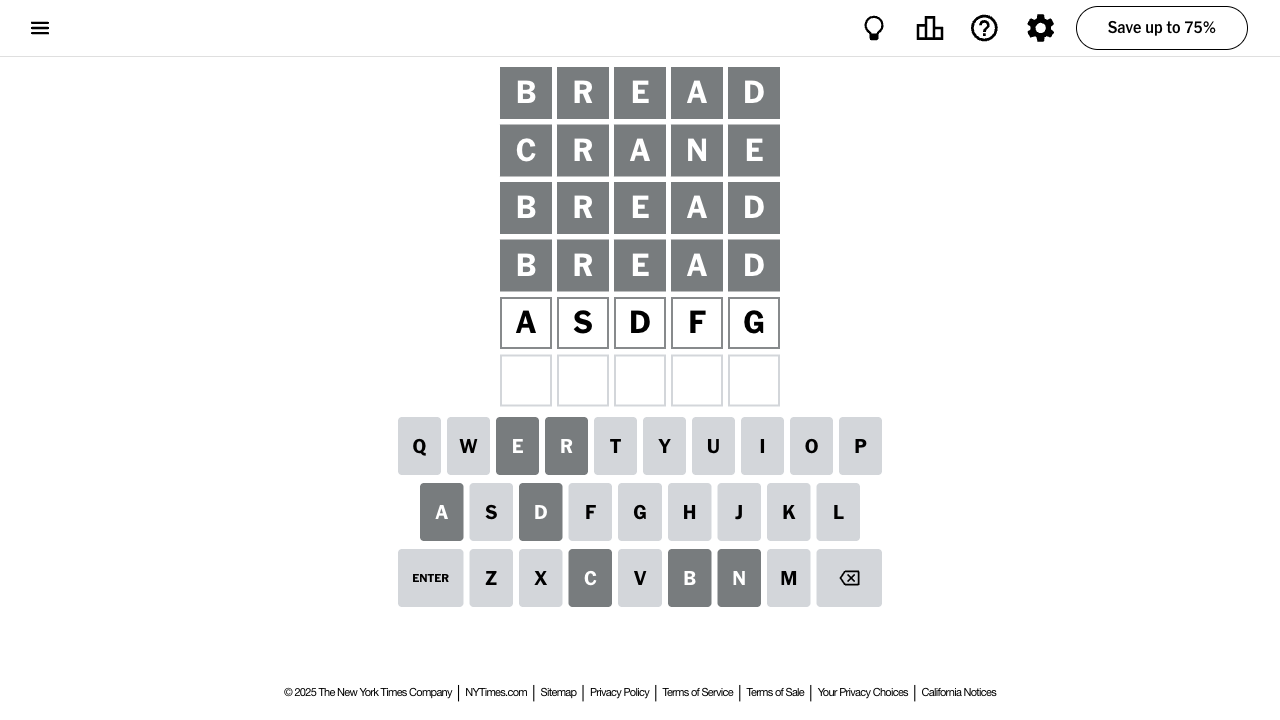 Save up to 75%
B R E A D
C R A N E
B R E A D
B R E A D
A S D F G
Q W E R T Y U I O P
A S D F G H J K L
ENTER Z X C V B N M
© 2025 The New York Times Company | NYTimes.com | Sitemap | Privacy Policy | Terms of Service | Terms of Sale | Your Privacy Choices | California Notices